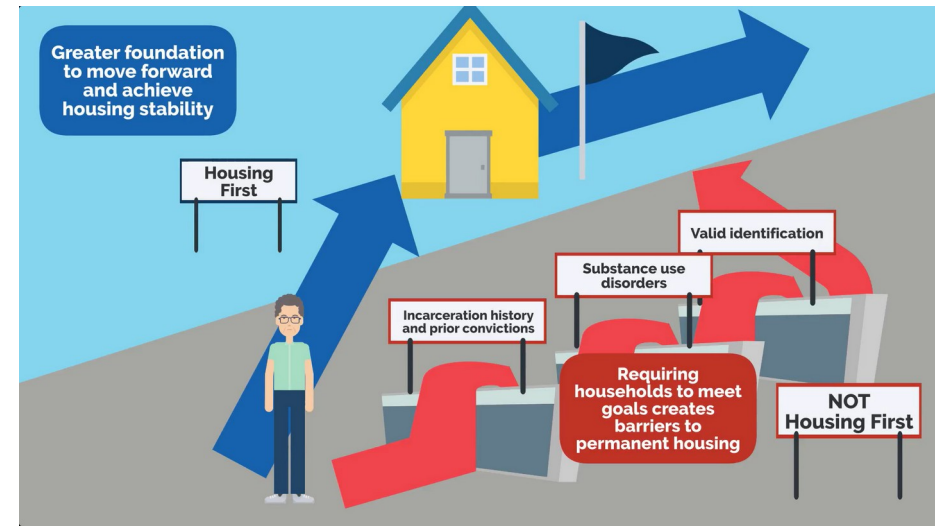 Greater foundation
to move forward
and achieve
housing stability
Housing
First
Valid identification
Substance use
disorders
Incarceration history
and prior convictions
Requiring
households to meet
goals creates
barriers to
permanent housing
NOT
Housing First